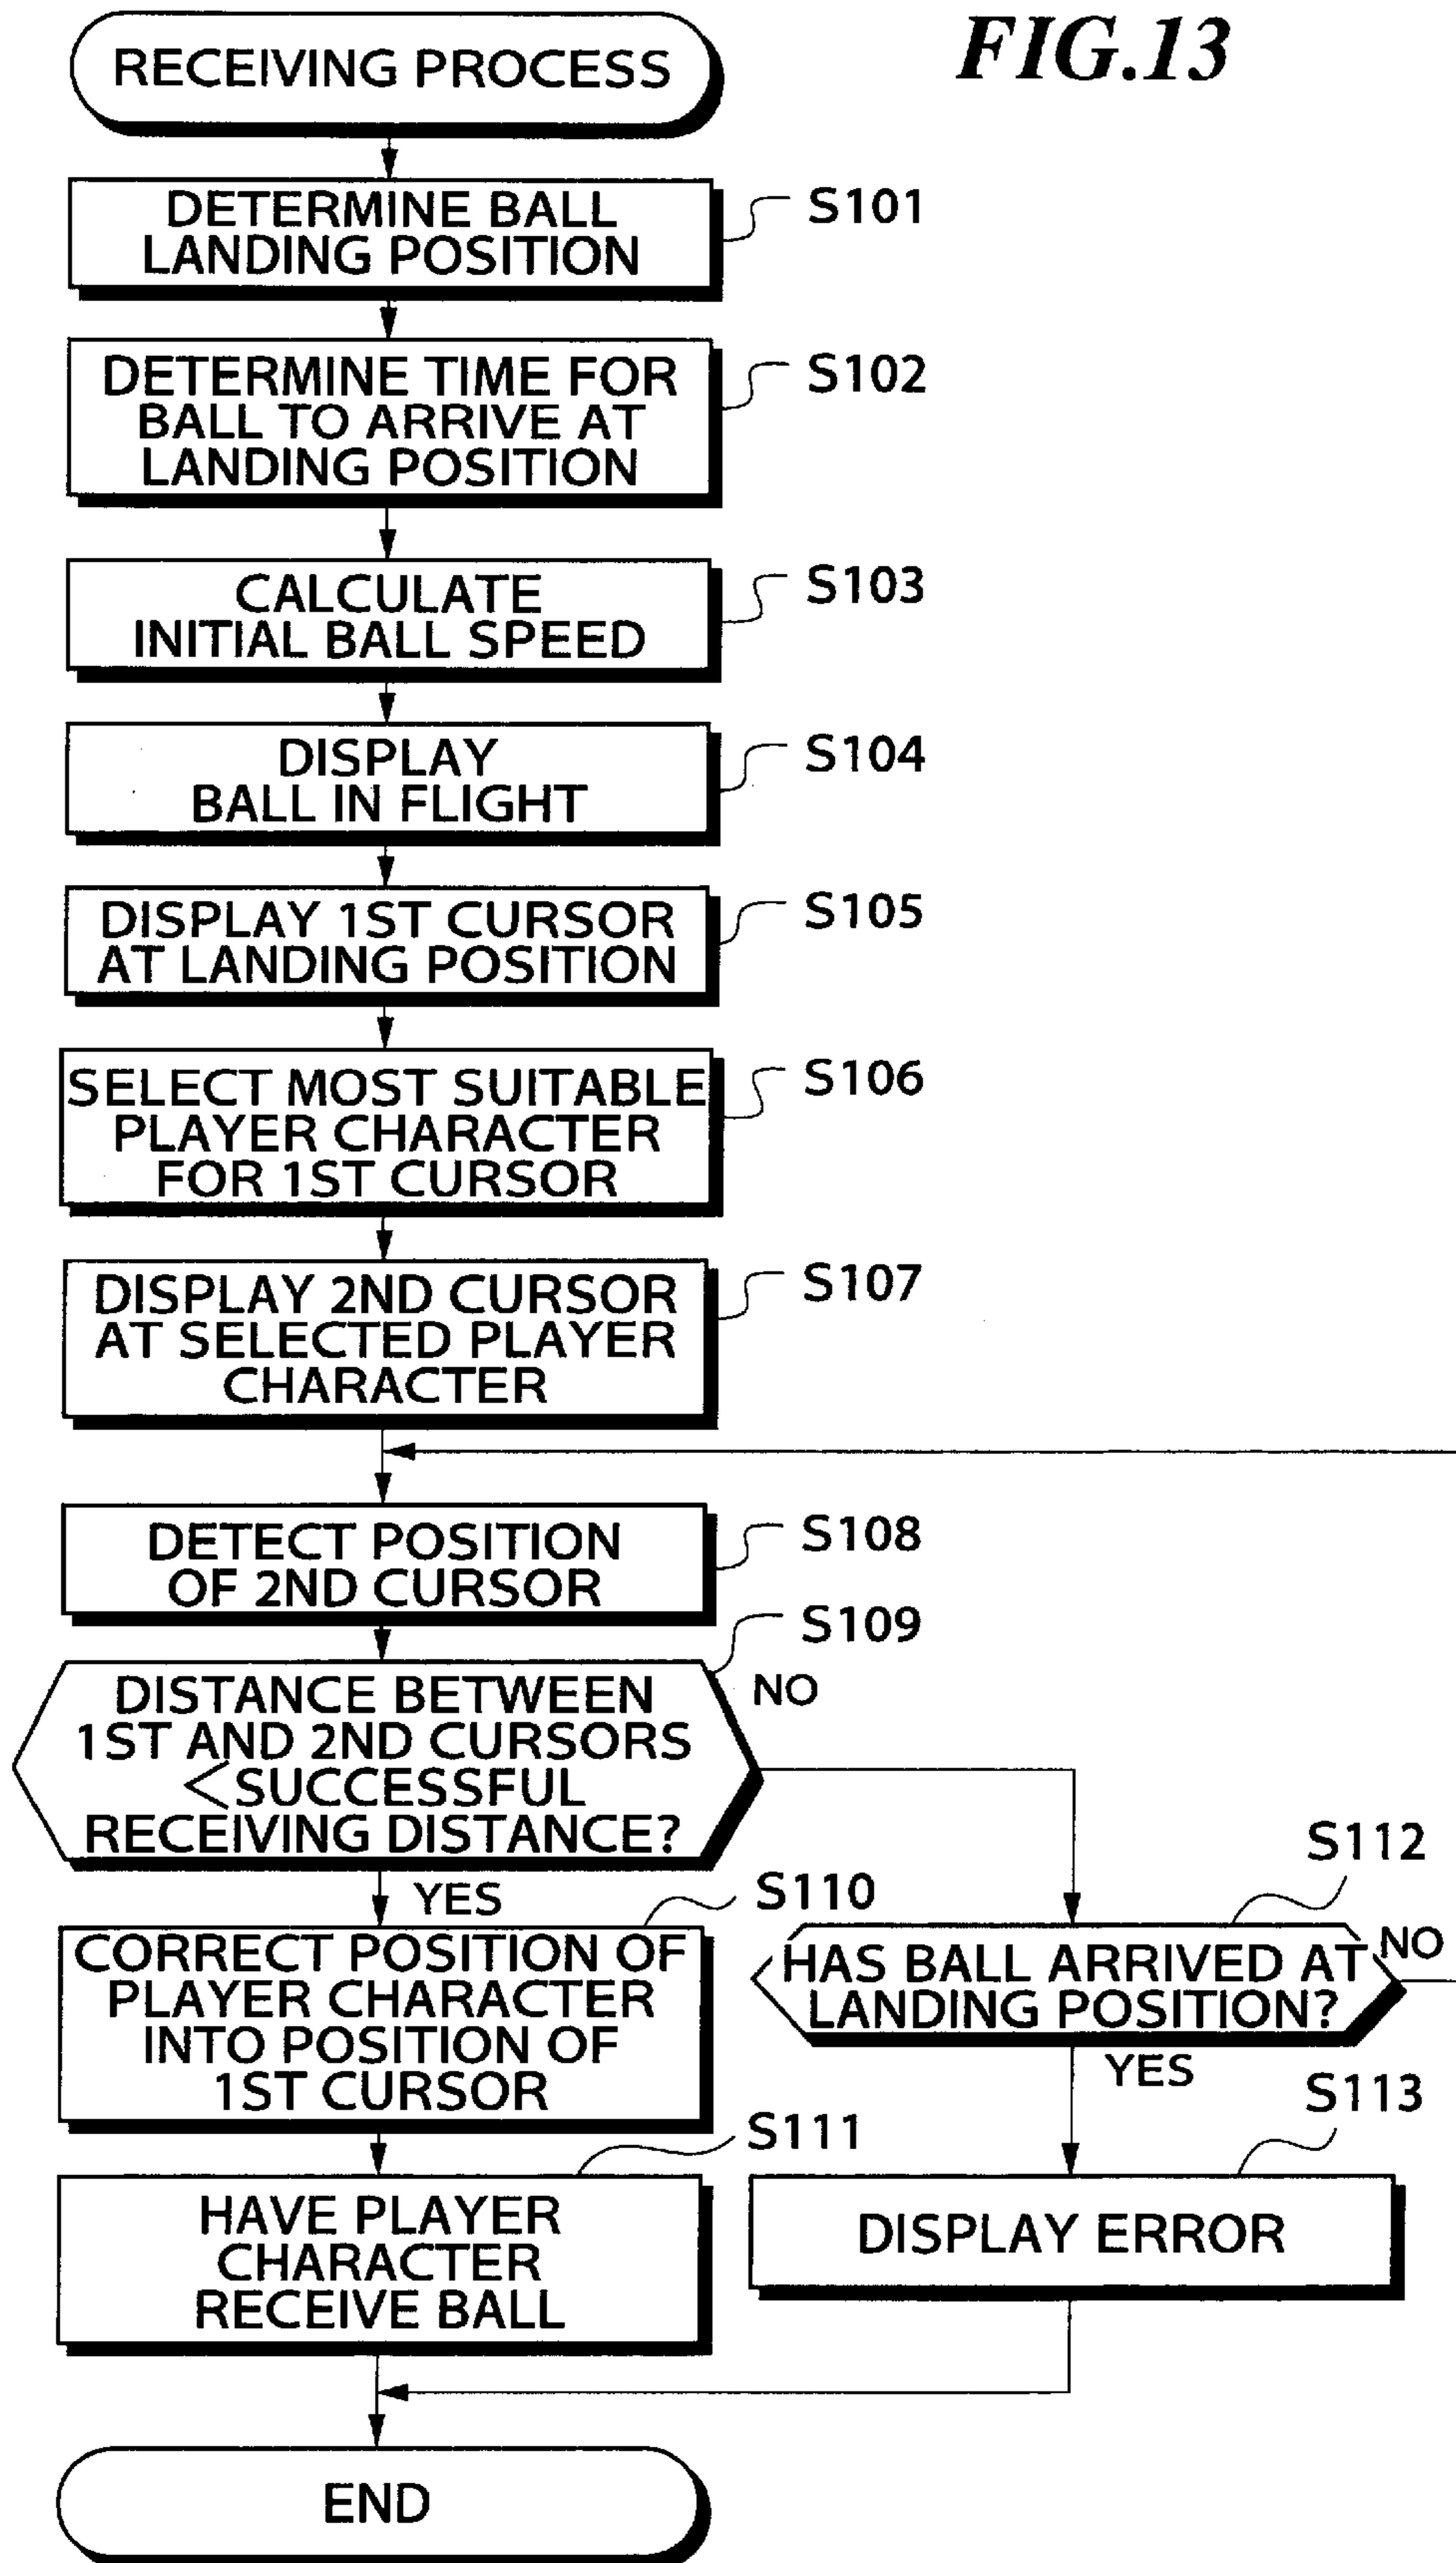 FIG.13
RECEIVING PROCESS
DETERMINE BALL
LANDING POSITION
S101
DETERMINE TIME FOR
BALL TO ARRIVE AT
LANDING POSITION
S102
CALCULATE
INITIAL BALL SPEED
S103
DISPLAY
BALL IN FLIGHT
S104
DISPLAY 1ST CURSOR
AT LANDING POSITION
S105
SELECT MOST SUITABLE
PLAYER CHARACTER
FOR 1ST CURSOR
S106
DISPLAY 2ND CURSOR
AT SELECTED PLAYER
CHARACTER
S107
DETECT POSITION
OF 2ND CURSOR
S108
DISTANCE BETWEEN
1ST AND 2ND CURSORS
<SUCCESSFUL
RECEIVING DISTANCE?
S109
NO
YES
CORRECT POSITION OF
PLAYER CHARACTER
INTO POSITION OF
1ST CURSOR
S110
HAS BALL ARRIVED AT
LANDING POSITION?
S112
NO
YES
HAVE PLAYER
CHARACTER
RECEIVE BALL
S111
DISPLAY ERROR
S113
END